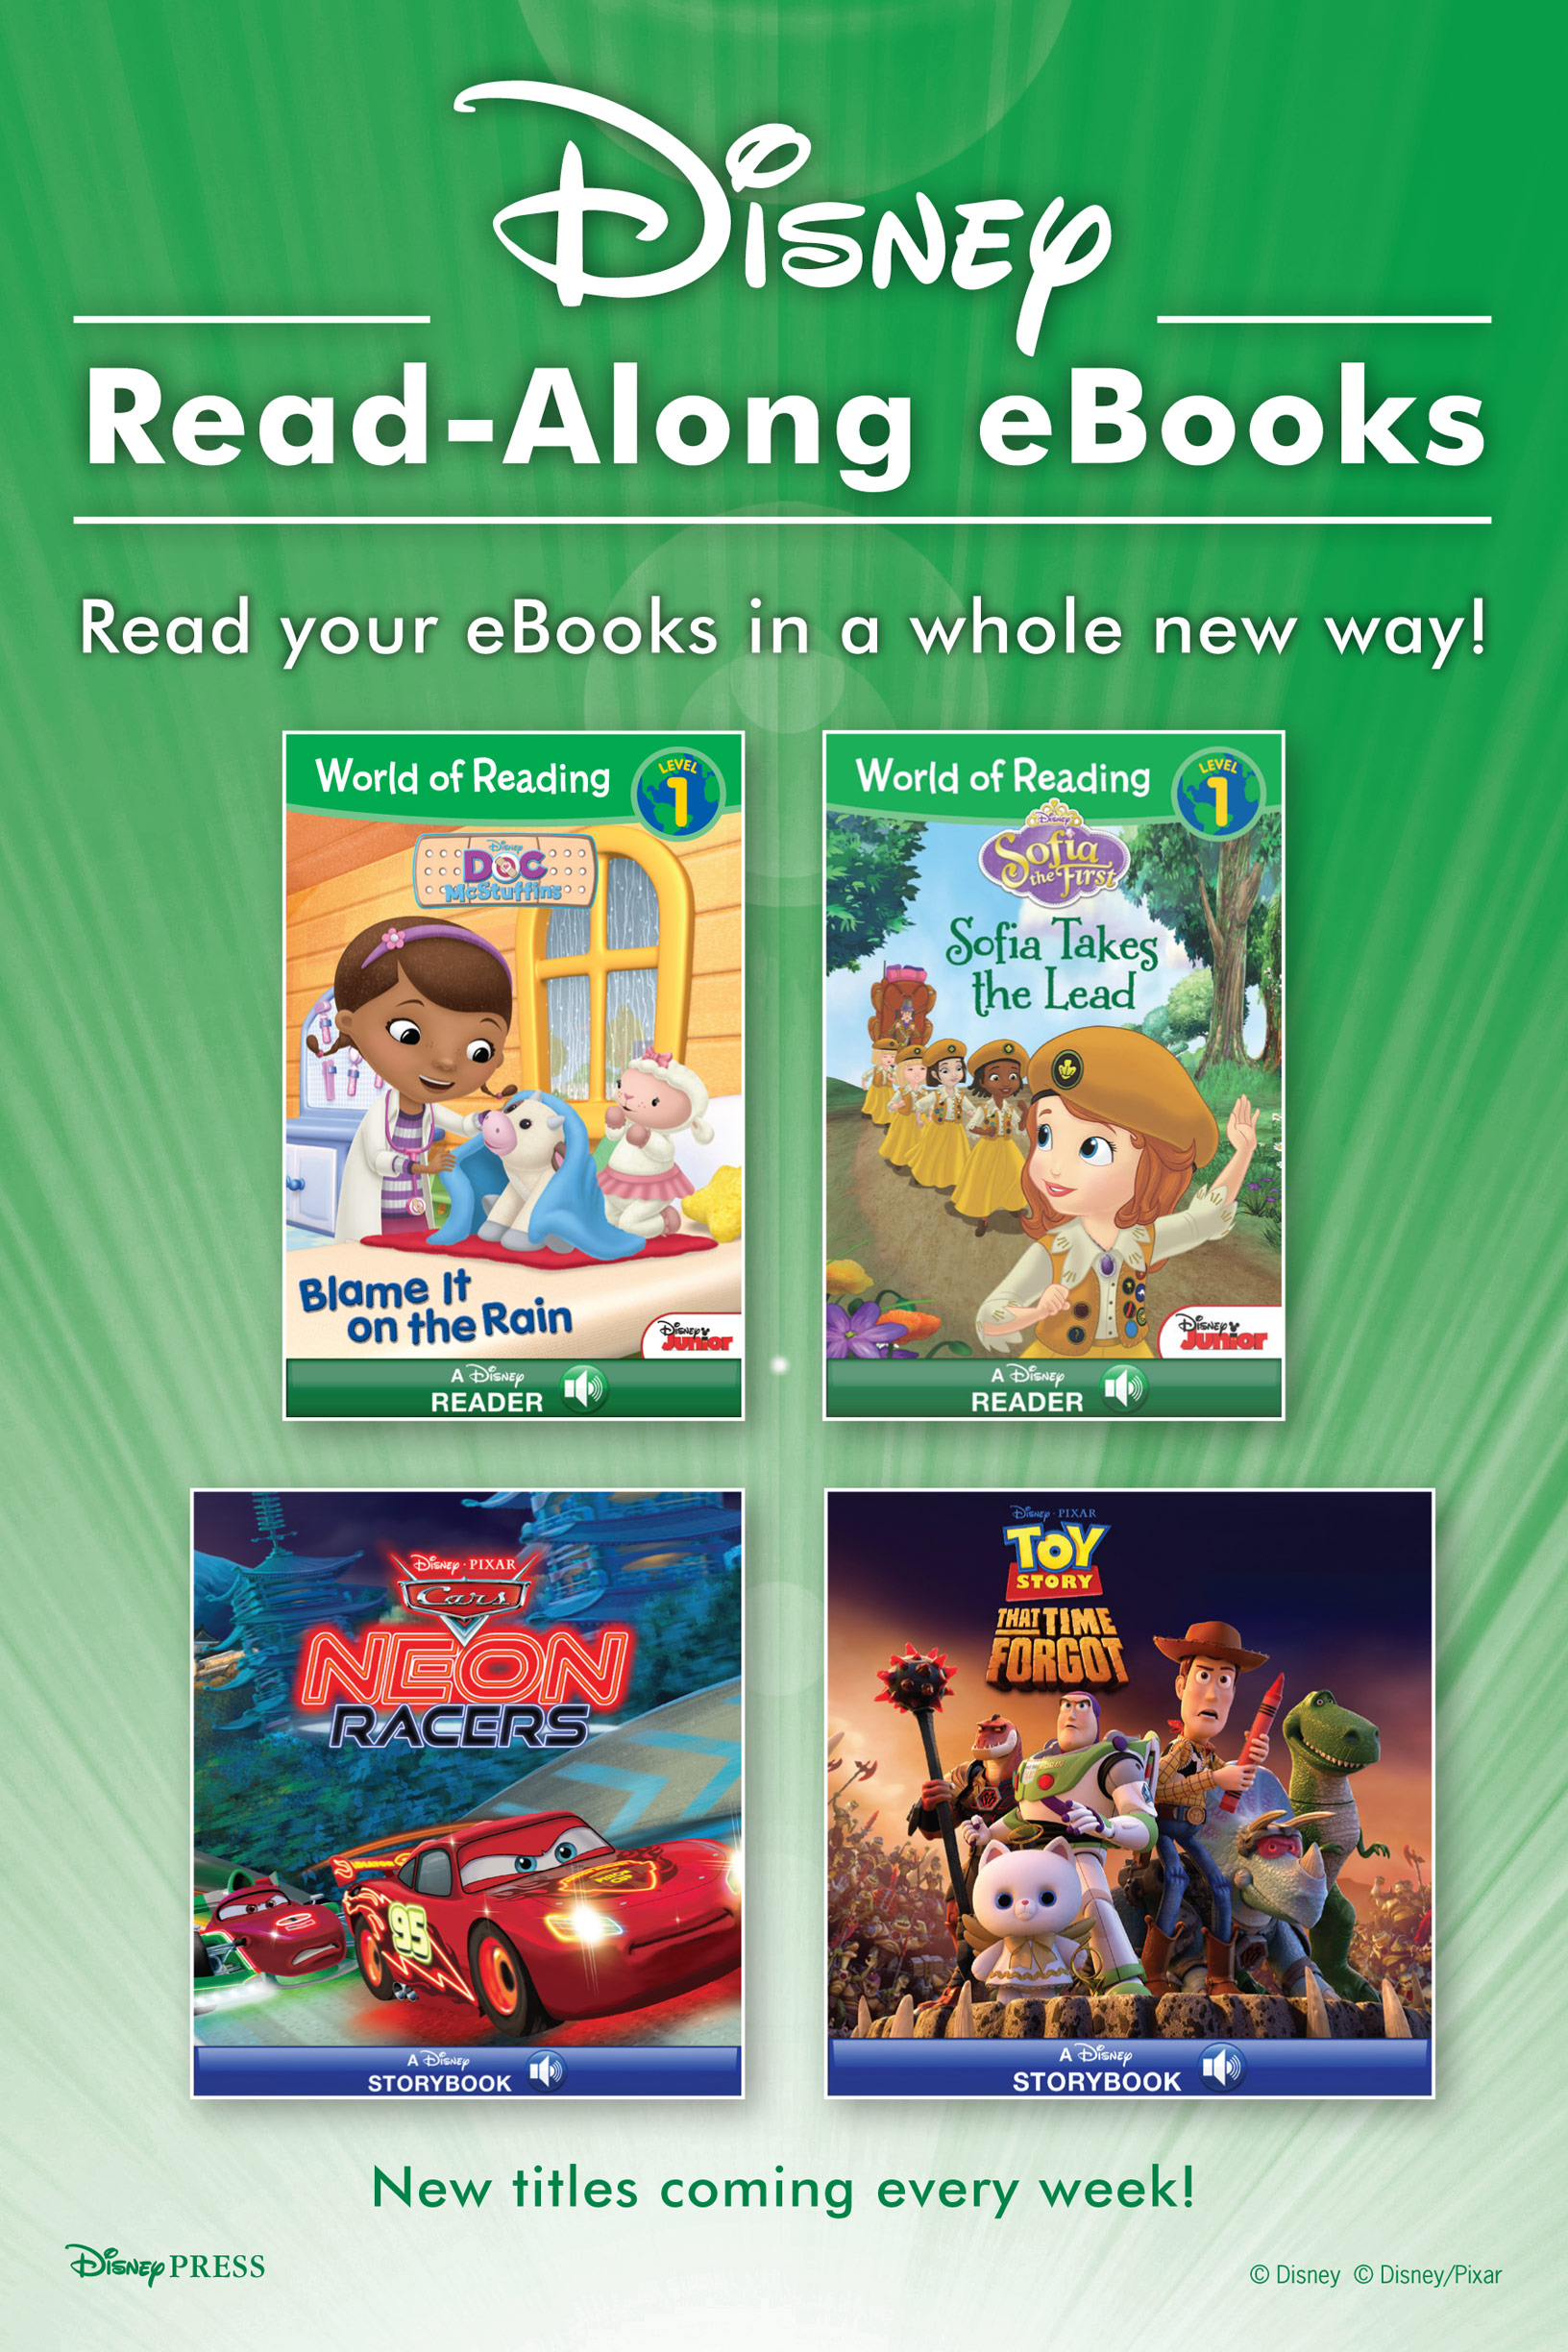 Disney
Read-Along eBooks
Read your eBooks in a whole new way!
World of Reading
LEVEL
1
Disney
DOC
McStuffins
Blame It
on the Rain
Disney
Junior
A Disney
READER
World of Reading
LEVEL
1
Disney
Sofia
the First
Sofia Takes
the Lead
Disney
Junior
A Disney
READER
DISNEY · PIXAR
Cars
NEON
RACERS
95
A Disney
STORYBOOK
DISNEY · PIXAR
TOY
STORY
THAT TIME
FORGOT
A Disney
STORYBOOK
New titles coming every week!
Disney PRESS
© Disney © Disney/Pixar